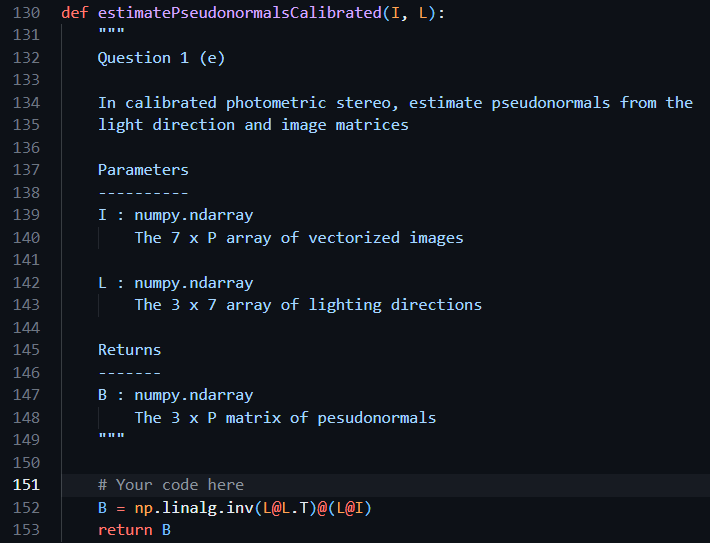 130 def estimatePseudonormalsCalibrated(I, L):
131 """
132 Question 1 (e)
133
134 In calibrated photometric stereo, estimate pseudonormals from the
135 light direction and image matrices
136
137 Parameters
138 ----------
139 I : numpy.ndarray
140 The 7 x P array of vectorized images
141
142 L : numpy.ndarray
143 The 3 x 7 array of lighting directions
144
145 Returns
146 -------
147 B : numpy.ndarray
148 The 3 x P matrix of pesudonormals
149 """
150
151 # Your code here
152 B = np.linalg.inv(L@L.T)@(L@I)
153 return B